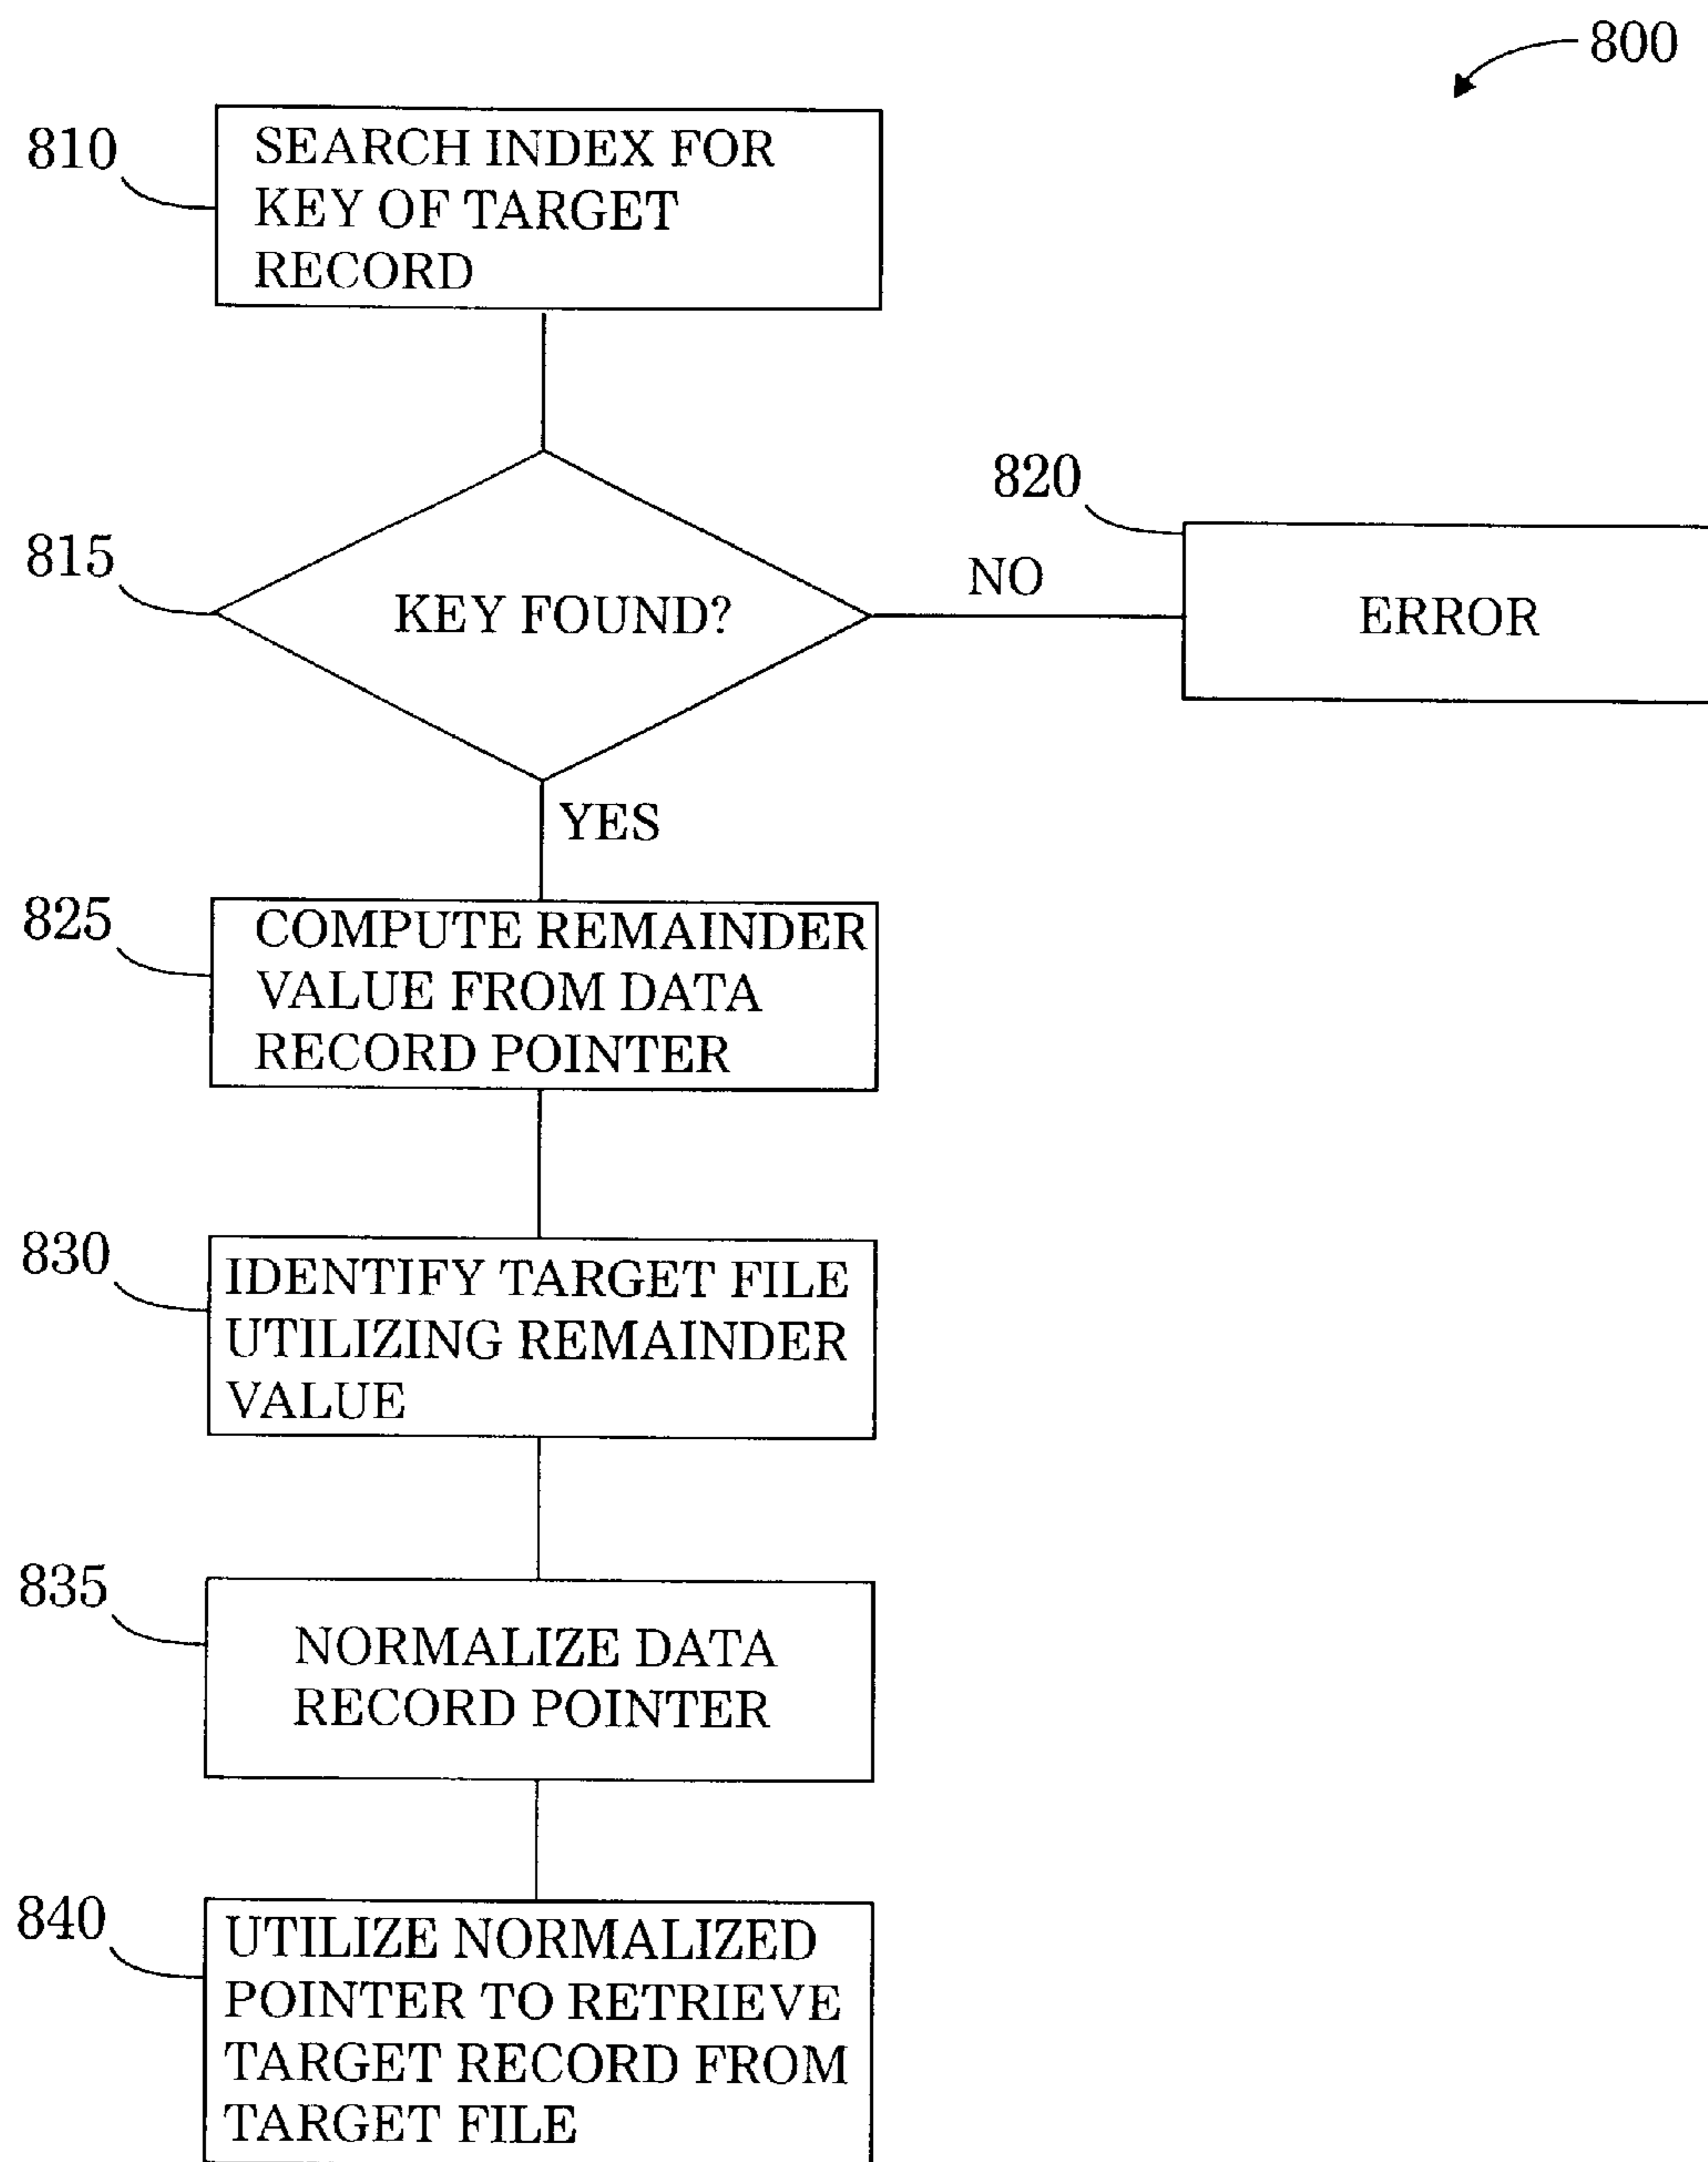 800
810
SEARCH INDEX FOR
KEY OF TARGET
RECORD
815
KEY FOUND?
NO
820
ERROR
YES
825
COMPUTE REMAINDER
VALUE FROM DATA
RECORD POINTER
830
IDENTIFY TARGET FILE
UTILIZING REMAINDER
VALUE
835
NORMALIZE DATA
RECORD POINTER
840
UTILIZE NORMALIZED
POINTER TO RETRIEVE
TARGET RECORD FROM
TARGET FILE